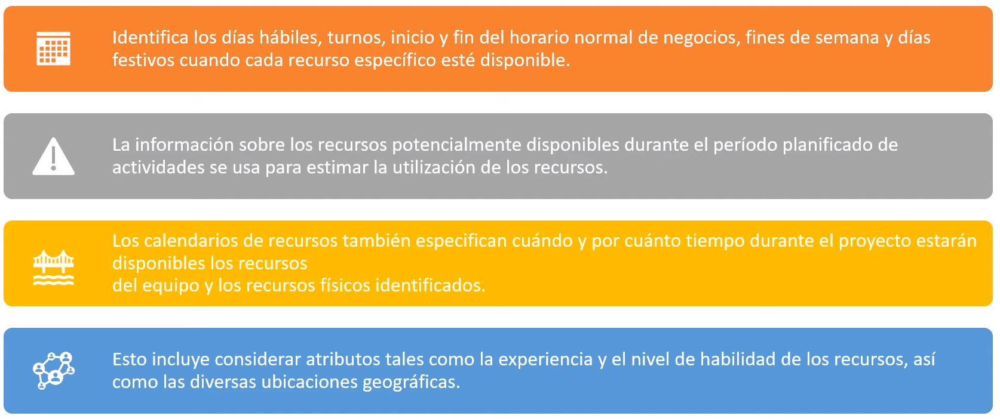 Identifica los días hábiles, turnos, inicio y fin del horario normal de negocios, fines de semana y días
festivos cuando cada recurso específico esté disponible.
La información sobre los recursos potencialmente disponibles durante el período planificado de
actividades se usa para estimar la utilización de los recursos.
Los calendarios de recursos también especifican cuándo y por cuánto tiempo durante el proyecto estarán
disponibles los recursos
del equipo y los recursos físicos identificados.
Esto incluye considerar atributos tales como la experiencia y el nivel de habilidad de los recursos, así
como las diversas ubicaciones geográficas.